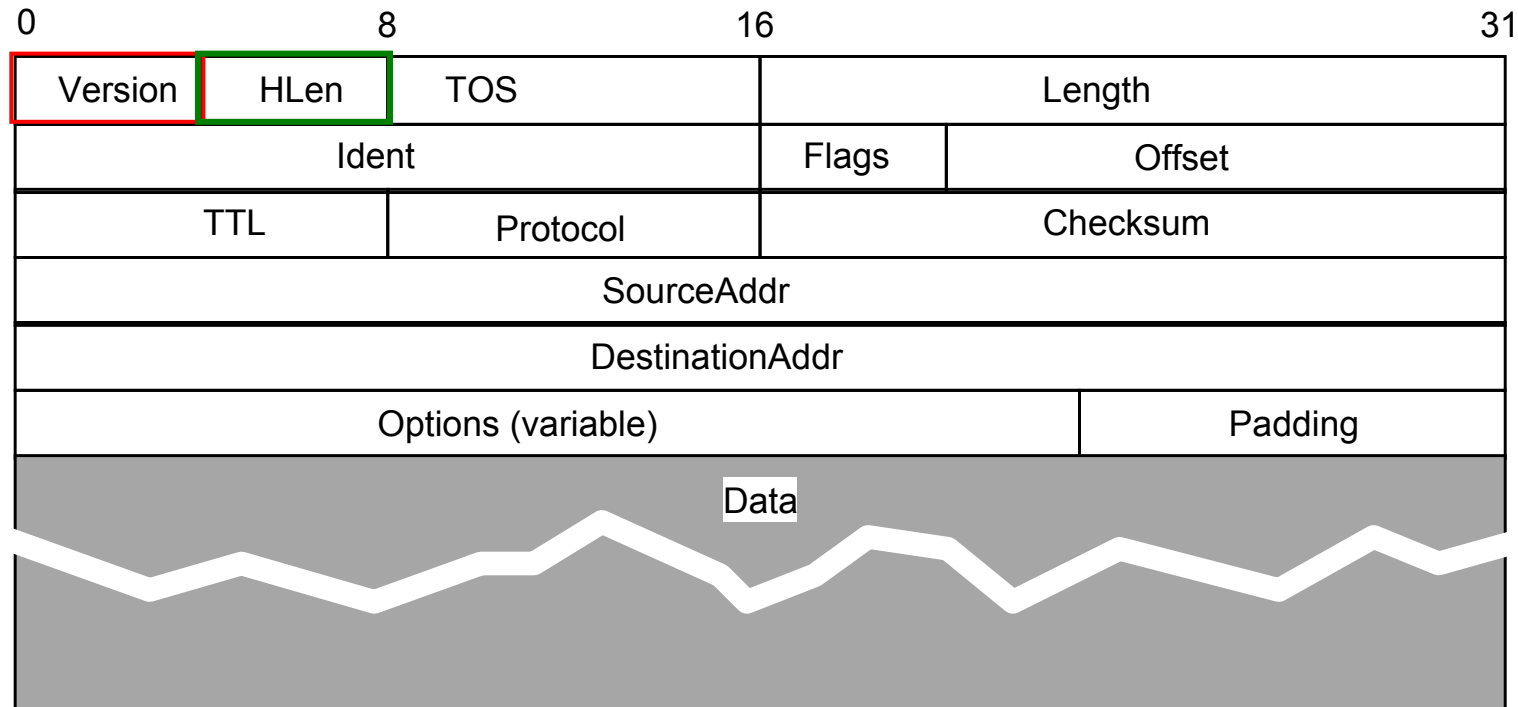 0 8 16 31
Version HLen TOS Length
Ident Flags Offset
TTL Protocol Checksum
SourceAddr
DestinationAddr
Options (variable) Padding
Data